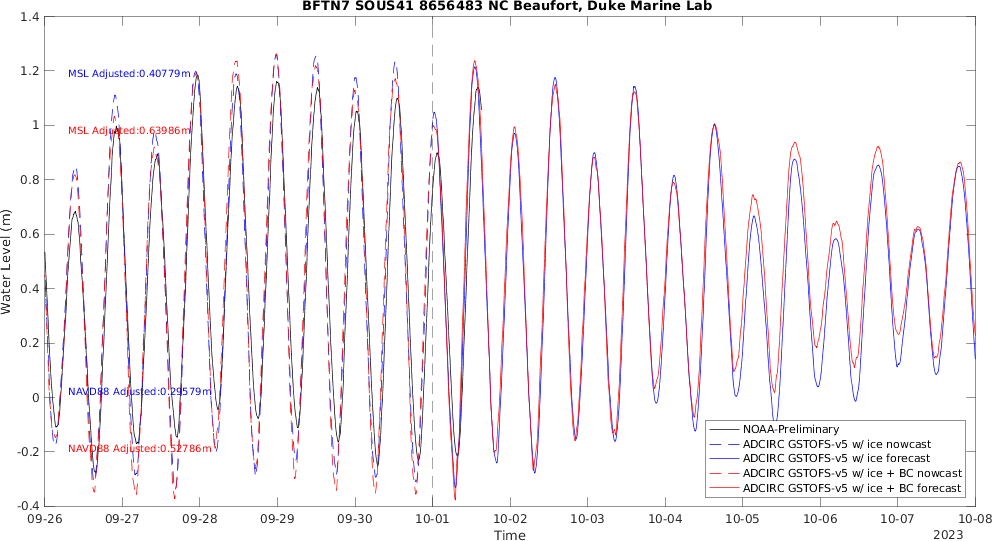 BFTN7 SOUS41 8656483 NC Beaufort, Duke Marine Lab
1.4
1.2
1
0.8
0.6
0.4
0.2
0
-0.2
-0.4
Water Level (m)
MSL Adjusted:0.40779m
MSL Adjusted:0.63986m
NAVD88 Adjusted:0.29579m
NAVD88 Adjusted:0.52786m
NOAA-Preliminary
ADCIRC GSTOFS-v5 w/ ice nowcast
ADCIRC GSTOFS-v5 w/ ice forecast
ADCIRC GSTOFS-v5 w/ ice + BC nowcast
ADCIRC GSTOFS-v5 w/ ice + BC forecast
09-26 09-27 09-28 09-29 09-30 10-01 10-02 10-03 10-04 10-05 10-06 10-07 10-08
Time
2023